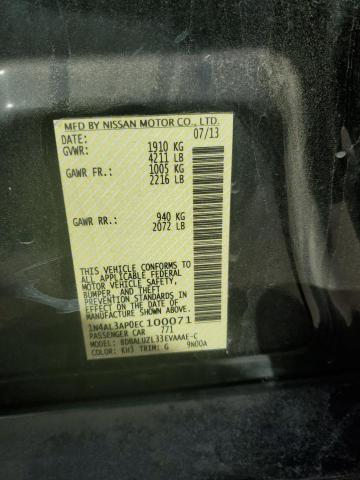 MFD BY NISSAN MOTOR CO., LTD.
DATE: 07/13
GVWR: 1910 KG
4211 LB
GAWR FR.: 1005 KG
2216 LB
GAWR RR.: 940 KG
2072 LB
THIS VEHICLE CONFORMS TO
ALL APPLICABLE FEDERAL
MOTOR VEHICLE SAFETY,
BUMPER, AND THEFT
PREVENTION STANDARDS IN
EFFECT ON THE DATE OF
MANUFACTURE SHOWN ABOVE.
1N4AL3AP0EC100071
PASSENGER CAR 771
MODEL: BDBALUZL33EVAAAE-C
COLOR: KH3 TRIM: G 9N00A